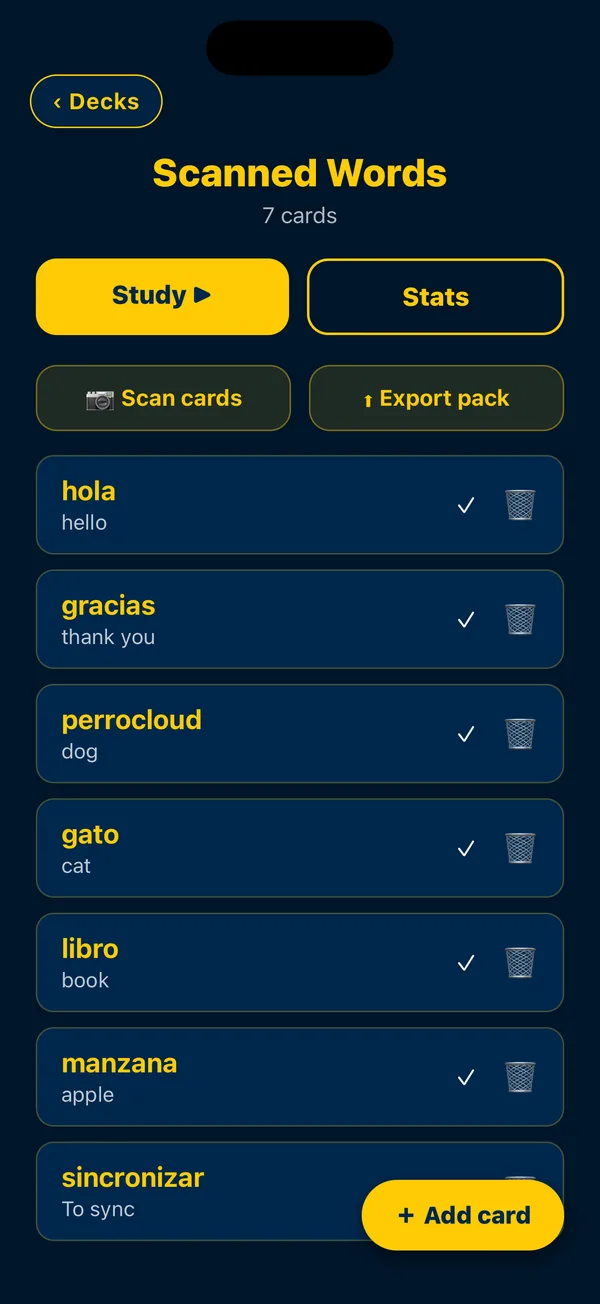 ‹ Decks
Scanned Words
7 cards
Study ▶
Stats
📷 Scan cards
⬆ Export pack
hola
hello
✓
gracias
thank you
✓
perrocloud
dog
✓
gato
cat
✓
libro
book
✓
manzana
apple
✓
sincronizar
To sync
+ Add card